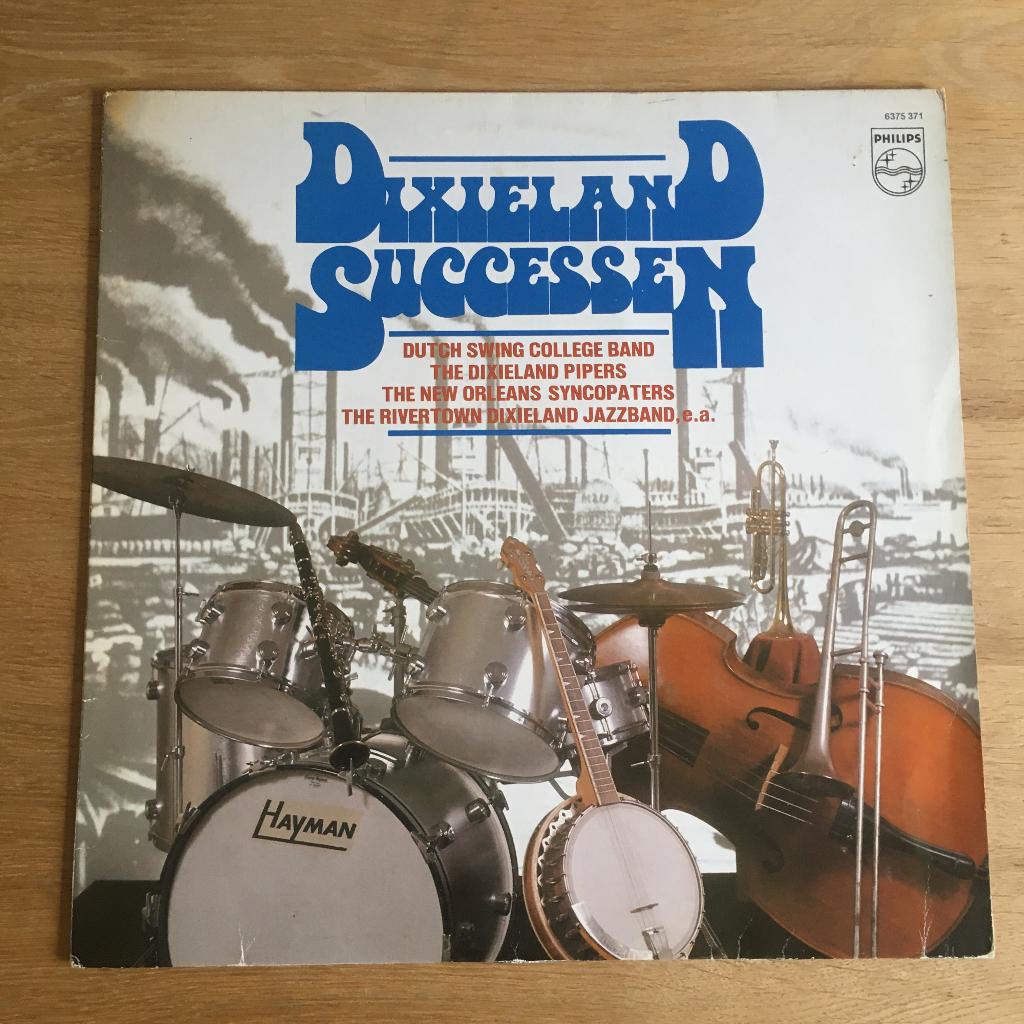 6375 371
PHILIPS
DIXIELAND
SUCCESSEN
DUTCH SWING COLLEGE BAND
THE DIXIELAND PIPERS
THE NEW ORLEANS SYNCOPATERS
THE RIVERTOWN DIXIELAND JAZZBAND, e.a.
HAYMAN